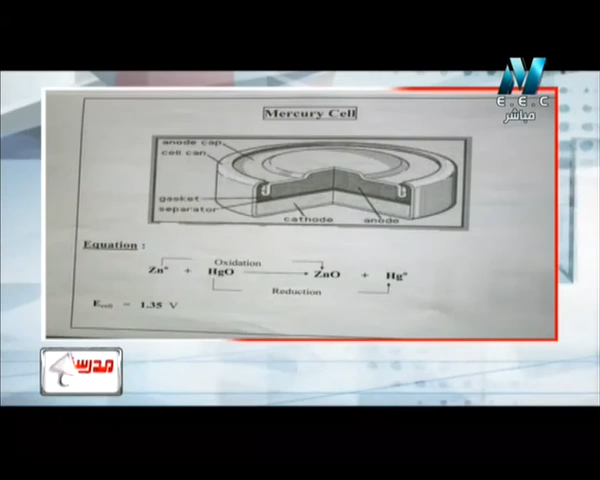 E.E.C
مباشر
Mercury Cell
anode cap
cell can
gasket
separator
cathode
anode
Equation :
Oxidation
Zn° + HgO ZnO + Hg°
Reduction
Ecell = 1.35 V
مدرستي